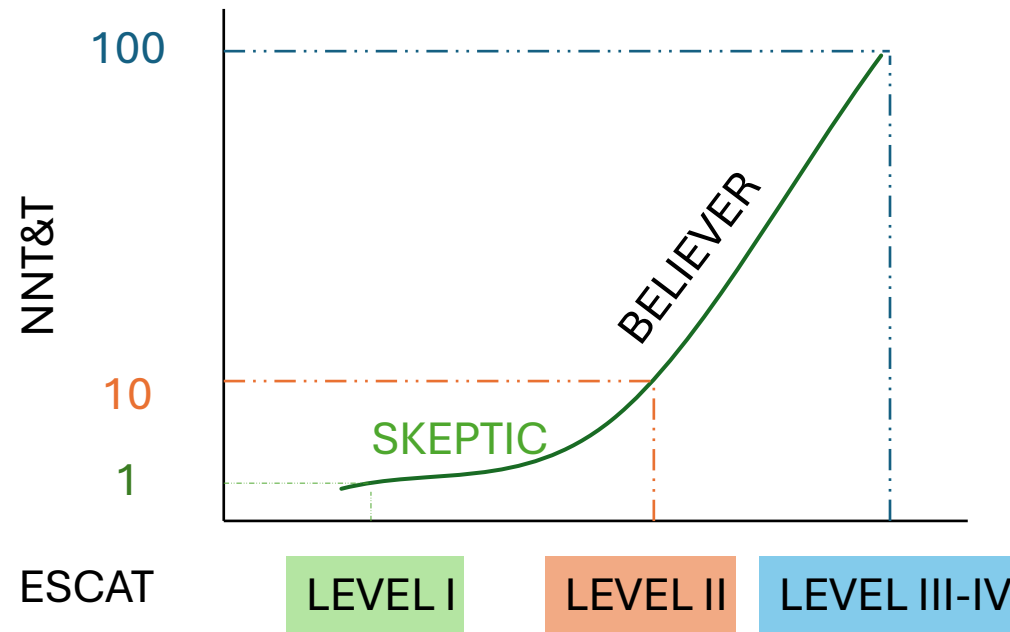 100
NNT&T
BELIEVER
10
SKEPTIC
1
ESCAT
LEVEL I
LEVEL II
LEVEL III-IV